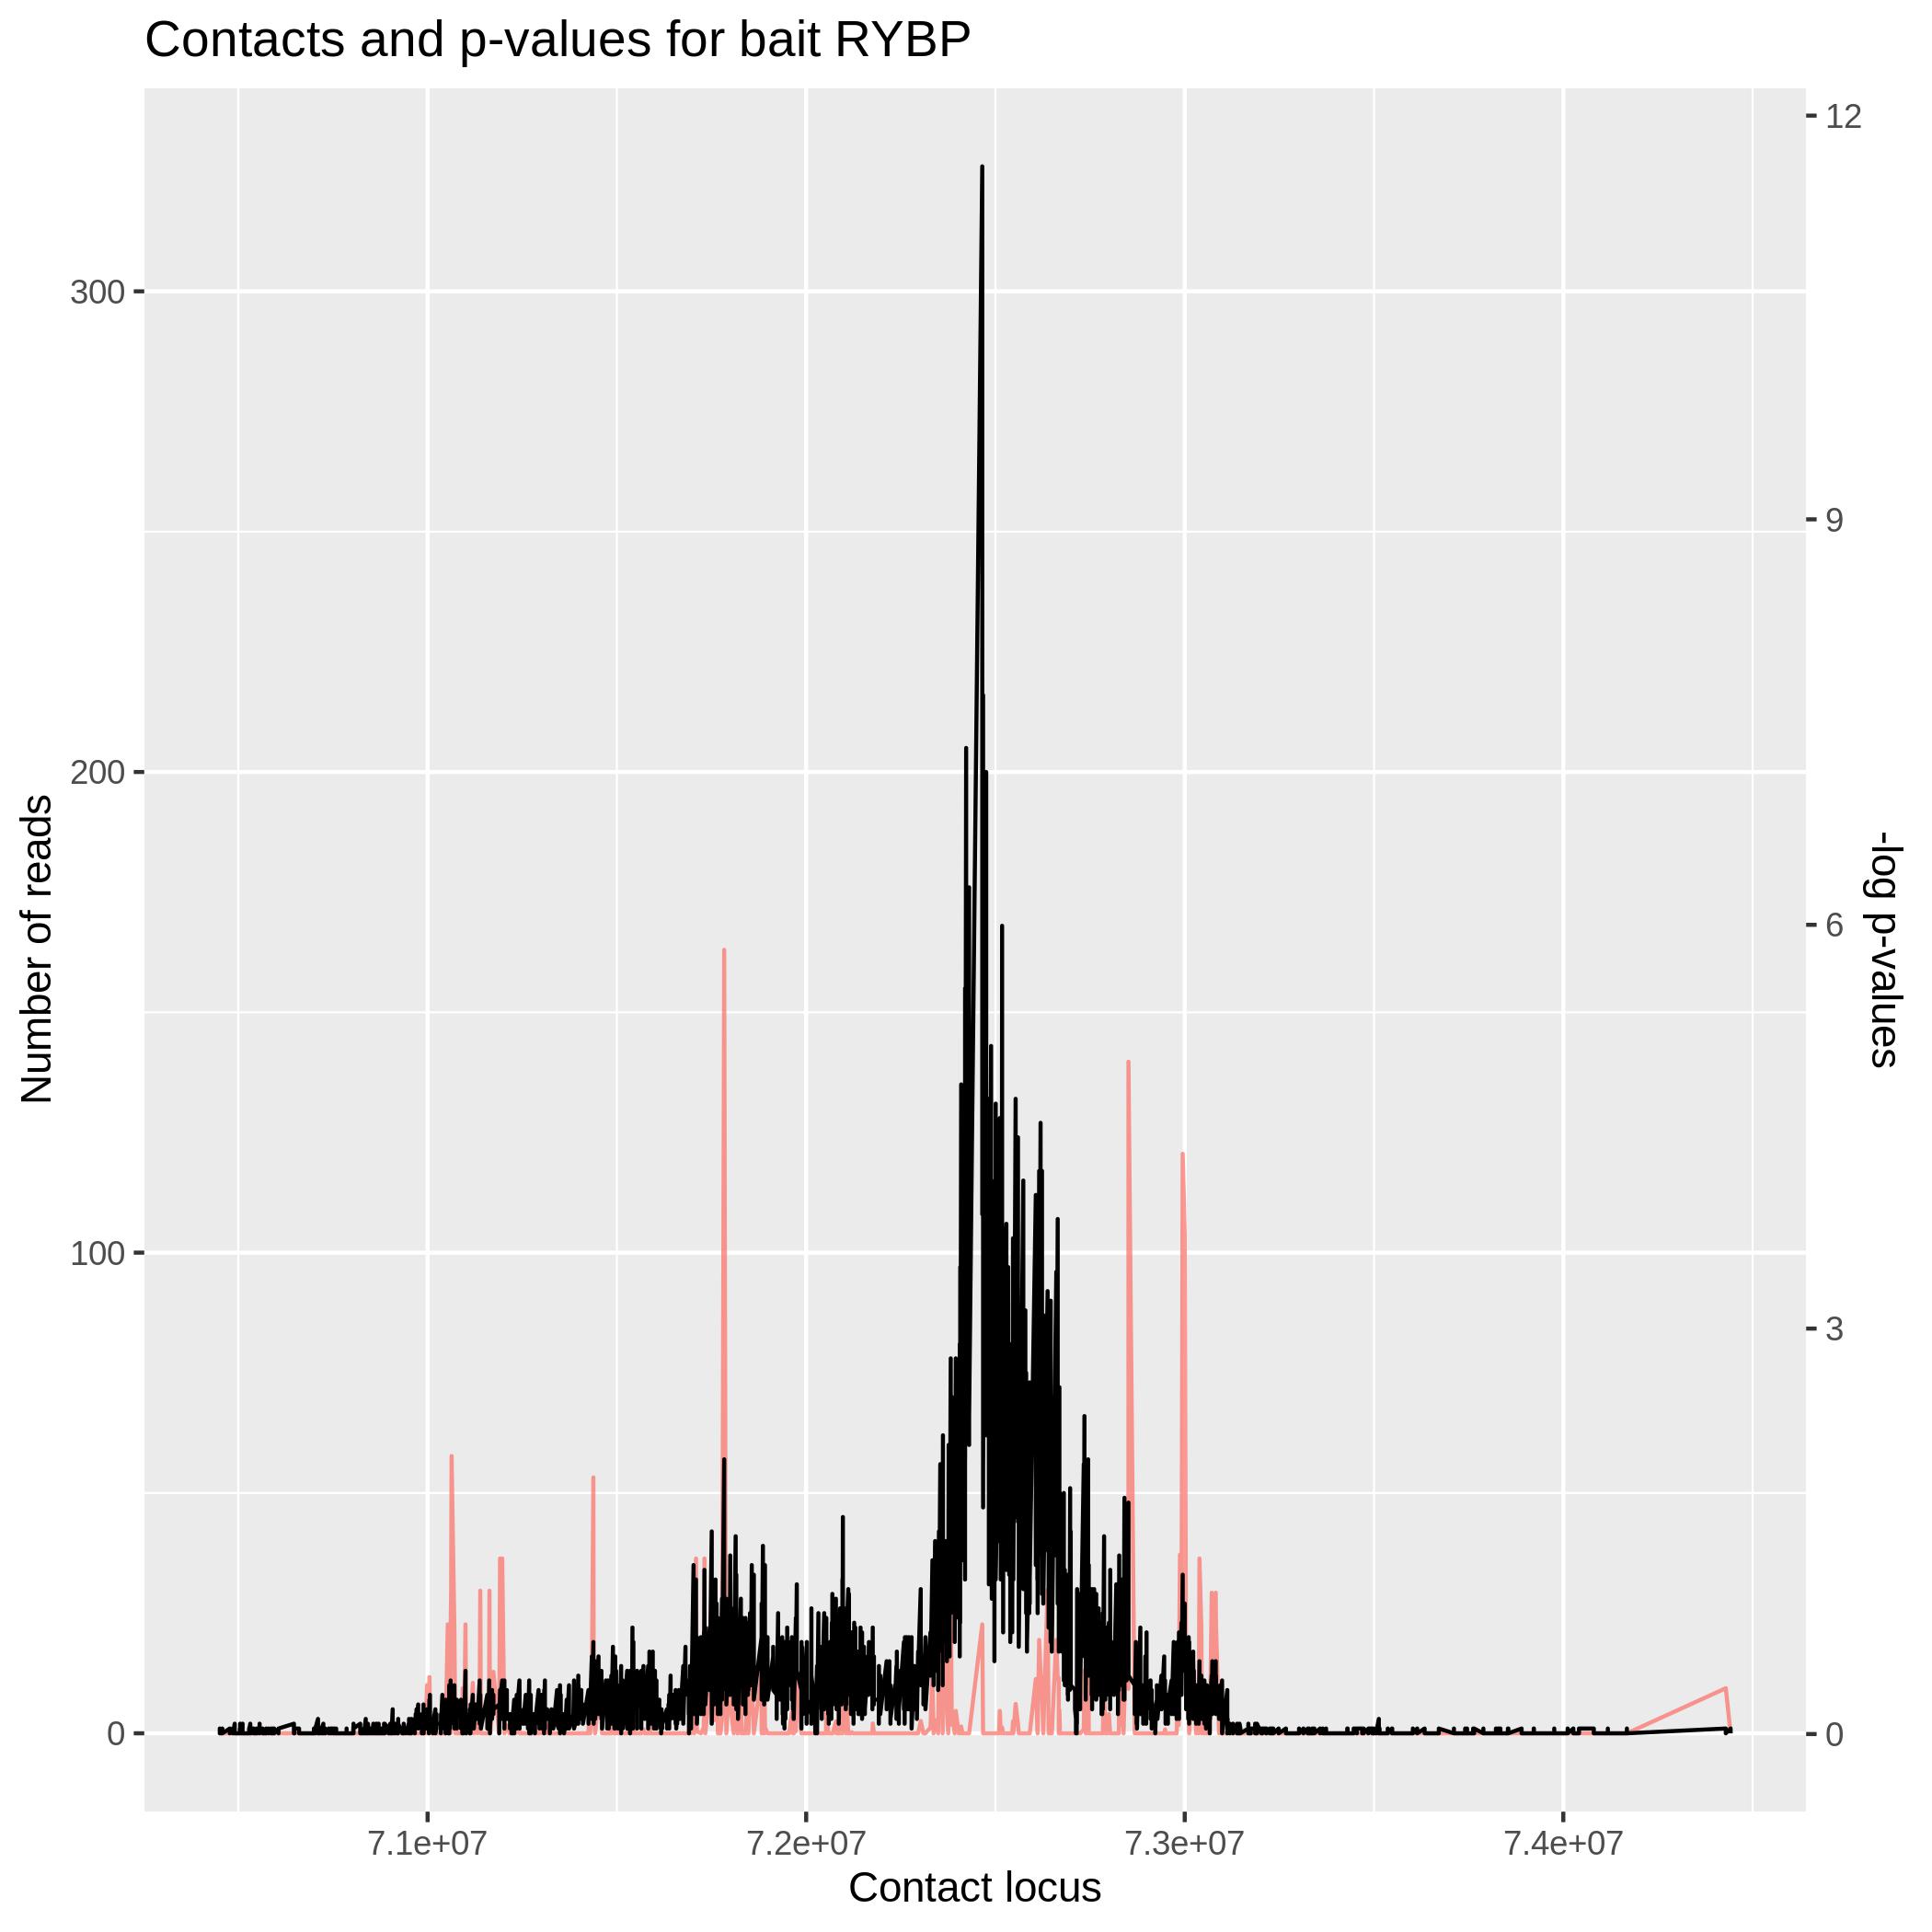 Contacts and p-values for bait RYBP
12
300
9
200
6
Number of reads
-log p-values
100
3
0
0
7.1e+07
7.2e+07
7.3e+07
7.4e+07
Contact locus